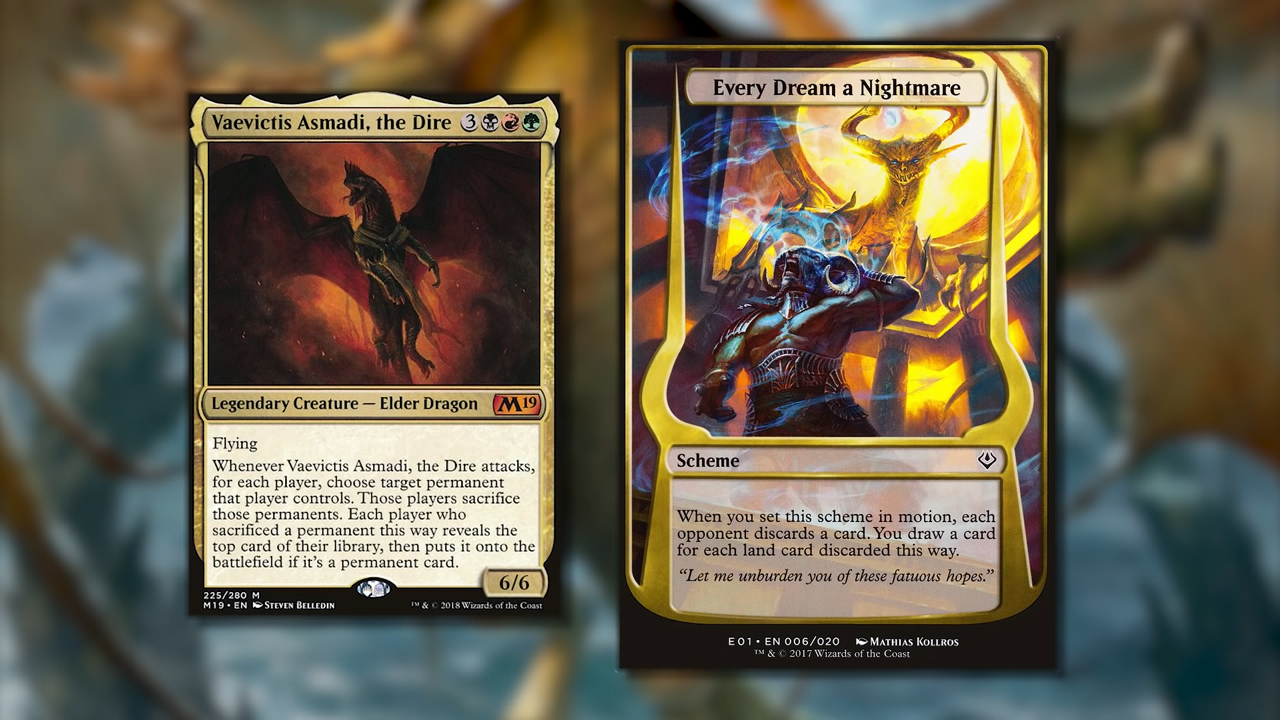 Vaevictis Asmadi, the Dire 3
Legendary Creature — Elder Dragon M19
Flying
Whenever Vaevictis Asmadi, the Dire attacks,
for each player, choose target permanent
that player controls. Those players sacrifice
those permanents. Each player who
sacrificed a permanent this way reveals the
top card of their library, then puts it onto the
battlefield if it's a permanent card.
6/6
225/280 M
M19 • EN Steven Belledin
™ & © 2018 Wizards of the Coast
Every Dream a Nightmare
Scheme
When you set this scheme in motion, each
opponent discards a card. You draw a card
for each land card discarded this way.
“Let me unburden you of these fatuous hopes.”
E01 • EN 006/020 Mathias Kollros
™ & © 2017 Wizards of the Coast